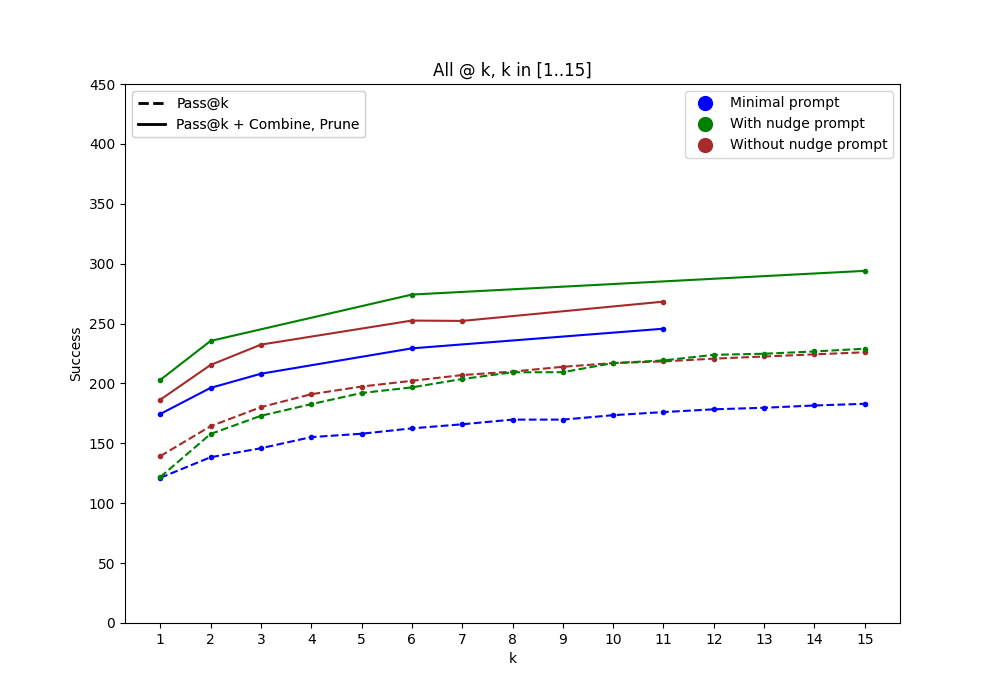 All @ k, k in [1..15]
Pass@k
Pass@k + Combine, Prune
Minimal prompt
With nudge prompt
Without nudge prompt
450
400
350
300
250
200
150
100
50
0
Success
1 2 3 4 5 6 7 8 9 10 11 12 13 14 15
k